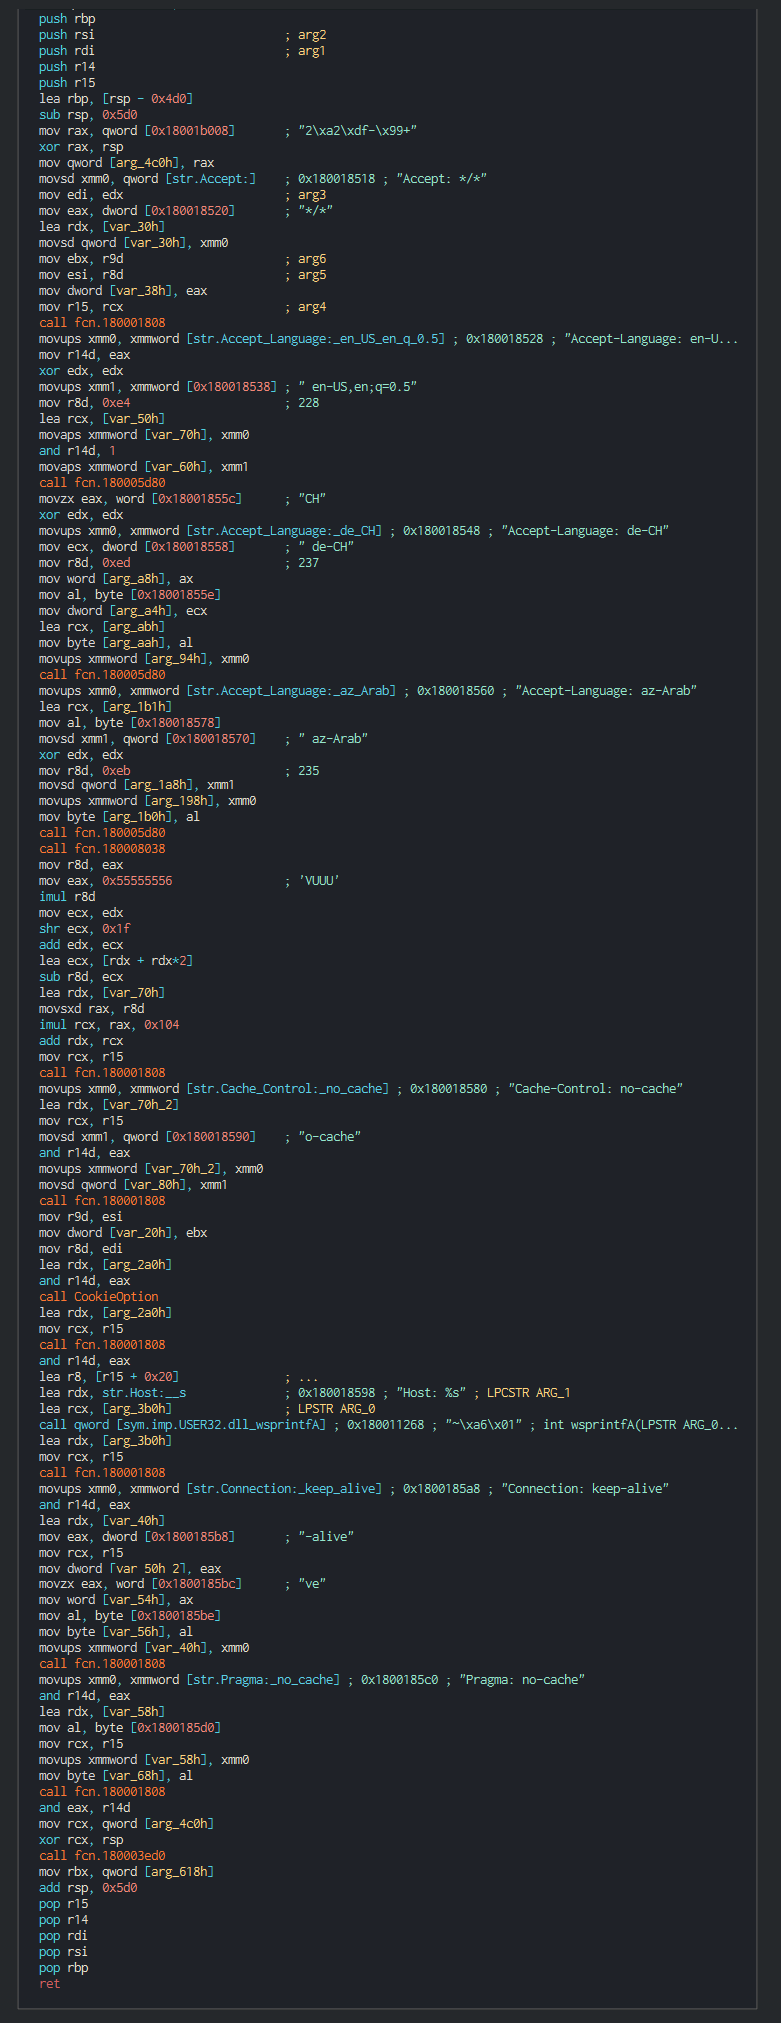 push rbp
push rsi ; arg2
push rdi ; arg1
push r14
push r15
lea rbp, [rsp - 0x4d0]
sub rsp, 0x5d0
mov rax, qword [0x18001b008] ; "2\xa2\xdf-\x99+"
xor rax, rsp
mov qword [arg_4c0h], rax
movsd xmm0, qword [str.Accept:] ; 0x180018518 ; "Accept: */*"
mov edi, edx ; arg3
mov eax, dword [0x180018520] ; "*/*"
lea rdx, [var_30h]
movsd qword [var_30h], xmm0
mov ebx, r9d ; arg6
mov esi, r8d ; arg5
mov dword [var_38h], eax
mov r15, rcx ; arg4
call fcn.180001808
movups xmm0, xmmword [str.Accept_Language:_en_US_en_q_0.5] ; 0x180018528 ; "Accept-Language: en-U...
mov r14d, eax
xor edx, edx
movups xmm1, xmmword [0x180018538] ; " en-US,en;q=0.5"
mov r8d, 0xe4 ; 228
lea rcx, [var_50h]
movaps xmmword [var_70h], xmm0
and r14d, 1
movaps xmmword [var_60h], xmm1
call fcn.180005d80
movzx eax, word [0x18001855c] ; "CH"
xor edx, edx
movups xmm0, xmmword [str.Accept_Language:_de_CH] ; 0x180018548 ; "Accept-Language: de-CH"
mov ecx, dword [0x180018558] ; " de-CH"
mov r8d, 0xed ; 237
mov word [arg_a8h], ax
mov al, byte [0x18001855e]
mov dword [arg_a4h], ecx
lea rcx, [arg_abh]
mov byte [arg_aah], al
movups xmmword [arg_94h], xmm0
call fcn.180005d80
movups xmm0, xmmword [str.Accept_Language:_az_Arab] ; 0x180018560 ; "Accept-Language: az-Arab"
lea rcx, [arg_1b1h]
mov al, byte [0x180018578]
movsd xmm1, qword [0x180018570] ; " az-Arab"
xor edx, edx
mov r8d, 0xeb ; 235
movsd qword [arg_1a8h], xmm1
movups xmmword [arg_198h], xmm0
mov byte [arg_1b0h], al
call fcn.180005d80
call fcn.180008038
mov r8d, eax
mov eax, 0x55555556 ; 'VUUU'
imul r8d
mov ecx, edx
shr ecx, 0x1f
add edx, ecx
lea ecx, [rdx + rdx*2]
sub r8d, ecx
lea rdx, [var_70h]
movsxd rax, r8d
imul rcx, rax, 0x104
add rdx, rcx
mov rcx, r15
call fcn.180001808
movups xmm0, xmmword [str.Cache_Control:_no_cache] ; 0x180018580 ; "Cache-Control: no-cache"
lea rdx, [var_70h_2]
mov rcx, r15
movsd xmm1, qword [0x180018590] ; "o-cache"
and r14d, eax
movups xmmword [var_70h_2], xmm0
movsd qword [var_80h], xmm1
call fcn.180001808
mov r9d, esi
mov dword [var_20h], ebx
mov r8d, edi
lea rdx, [arg_2a0h]
and r14d, eax
call CookieOption
lea rdx, [arg_2a0h]
mov rcx, r15
call fcn.180001808
and r14d, eax
lea r8, [r15 + 0x20] ; ...
lea rdx, str.Host:__s ; 0x180018598 ; "Host: %s" ; LPCSTR ARG_1
lea rcx, [arg_3b0h] ; LPSTR ARG_0
call qword [sym.imp.USER32.dll_wsprintfA] ; 0x180011268 ; "~\xa6\x01" ; int wsprintfA(LPSTR ARG_0...
lea rdx, [arg_3b0h]
mov rcx, r15
call fcn.180001808
movups xmm0, xmmword [str.Connection:_keep_alive] ; 0x1800185a8 ; "Connection: keep-alive"
and r14d, eax
lea rdx, [var_40h]
mov eax, dword [0x1800185b8] ; "-alive"
mov rcx, r15
mov dword [var_50h_2], eax
movzx eax, word [0x1800185bc] ; "ve"
mov word [var_54h], ax
mov al, byte [0x1800185be]
mov byte [var_56h], al
movups xmmword [var_40h], xmm0
call fcn.180001808
movups xmm0, xmmword [str.Pragma:_no_cache] ; 0x1800185c0 ; "Pragma: no-cache"
and r14d, eax
lea rdx, [var_58h]
mov al, byte [0x1800185d0]
mov rcx, r15
movups xmmword [var_58h], xmm0
mov byte [var_68h], al
call fcn.180001808
and eax, r14d
mov rcx, qword [arg_4c0h]
xor rcx, rsp
call fcn.180003ed0
mov rbx, qword [arg_618h]
add rsp, 0x5d0
pop r15
pop r14
pop rdi
pop rsi
pop rbp
ret